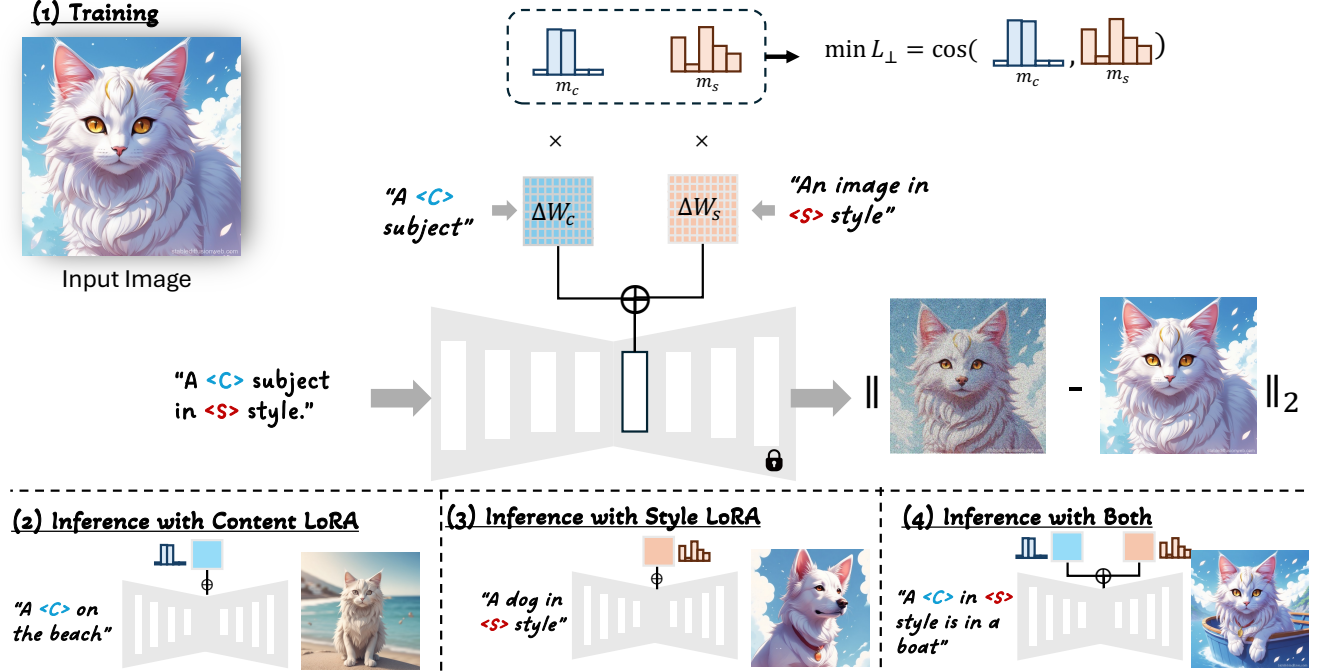 (1) Training
min L⊥ = cos( , )
m_c
m_s
m_c
m_s
×
×
"A <C>
subject"
ΔW_c
ΔW_s
"An image in
<S> style"
Input Image
"A <C> subject
in <S> style."
‖ - ‖₂
(2) Inference with Content LoRA
"A <C> on
the beach"
(3) Inference with Style LoRA
"A dog in
<S> style"
(4) Inference with Both
"A <C> in <S>
style is in a
boat"